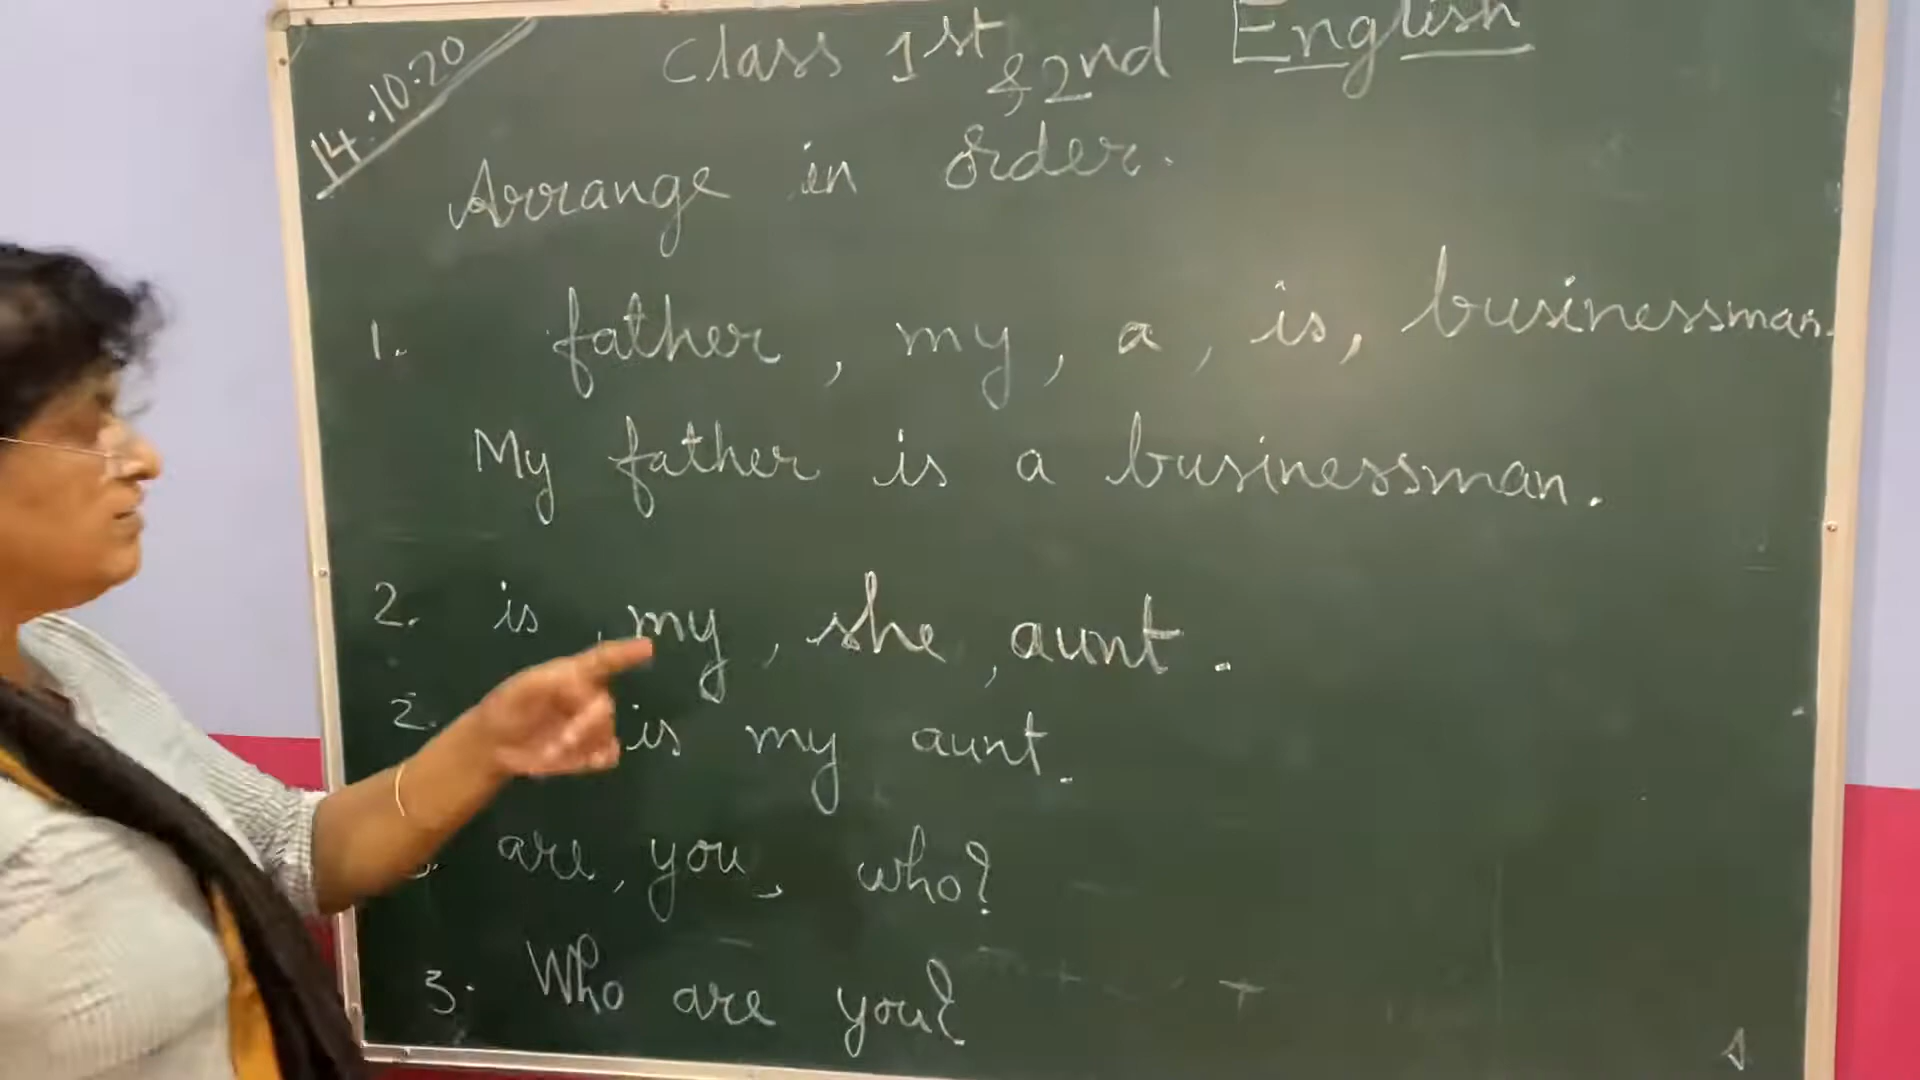 14.10.20
Class 1st & 2nd English
Arrange in order.
1. father, my, a, is, businessman.
My father is a businessman.
2. is, my, she, aunt.
2. is my aunt.
are, you, who?
3. Who are you?